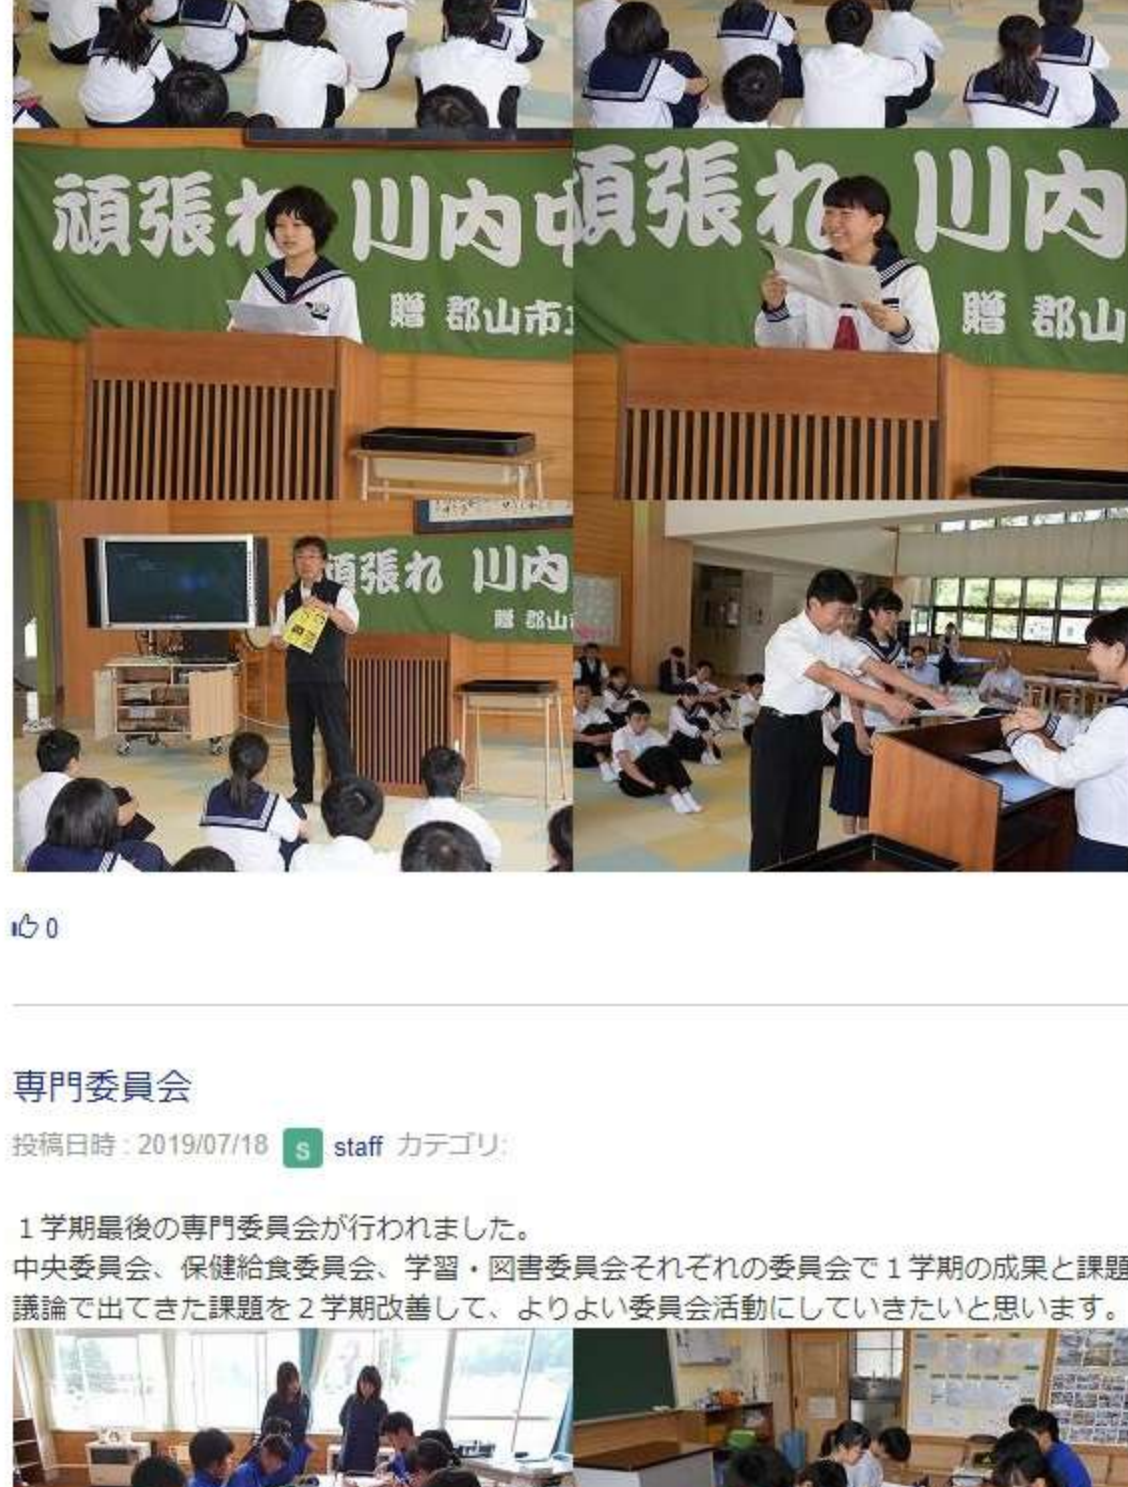 頑張れ 川内中
贈 郡山市
頑張れ 川内
贈 郡山
頑張れ 川内
贈 郡山
0
専門委員会
投稿日時 : 2019/07/18 s staff カテゴリ:
１学期最後の専門委員会が行われました。
中央委員会、保健給食委員会、学習・図書委員会それぞれの委員会で１学期の成果と課題
議論で出てきた課題を２学期改善して、よりよい委員会活動にしていきたいと思います。